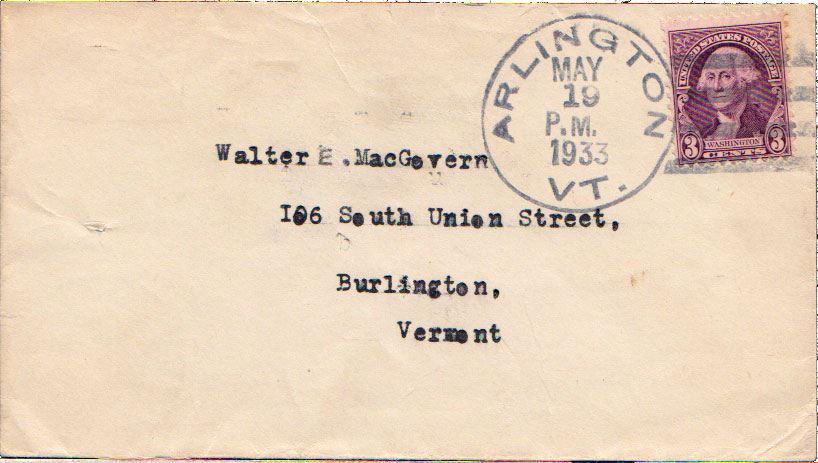 ARLINGTON
MAY
19
P.M.
1933
VT.
UNITED STATES POSTAGE
3 WASHINGTON 3
CENTS
Walter E.MacGovern
106 South Union Street,
Burlington,
Vermont